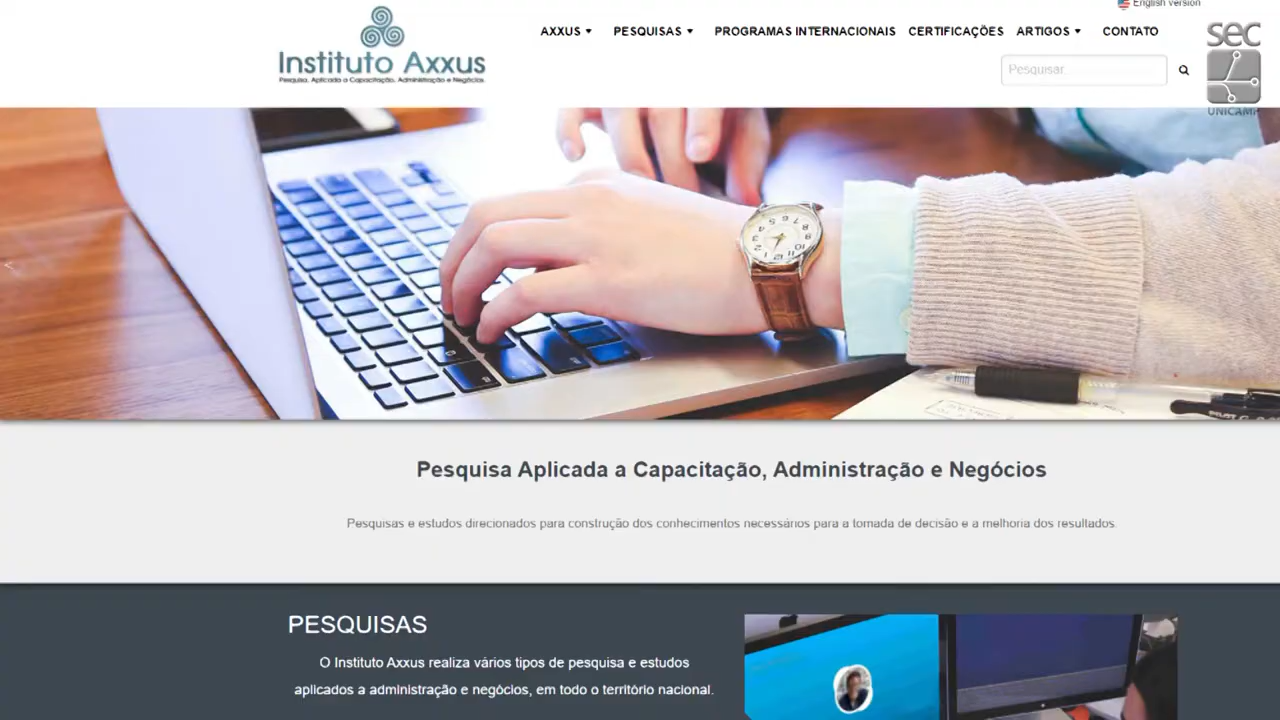 English version
AXXUS
PESQUISAS
PROGRAMAS INTERNACIONAIS
CERTIFICAÇÕES
ARTIGOS
CONTATO
Instituto Axxus
Pesquisa, Aplicada a Capacitação, Administração e Negócios.
Pesquisar...
sec
UNICAMP
Pesquisa Aplicada a Capacitação, Administração e Negócios
Pesquisas e estudos direcionados para construção dos conhecimentos necessários para a tomada de decisão e a melhoria dos resultados.
PESQUISAS
O Instituto Axxus realiza vários tipos de pesquisa e estudos
aplicados a administração e negócios, em todo o território nacional.